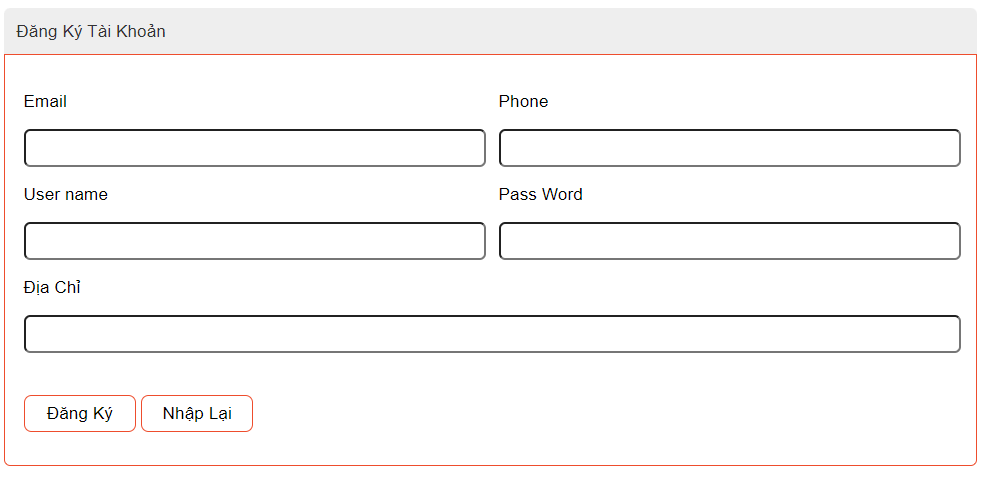 Đăng Ký Tài Khoản
Email
Phone
User name
Pass Word
Địa Chỉ
Đăng Ký
Nhập Lại